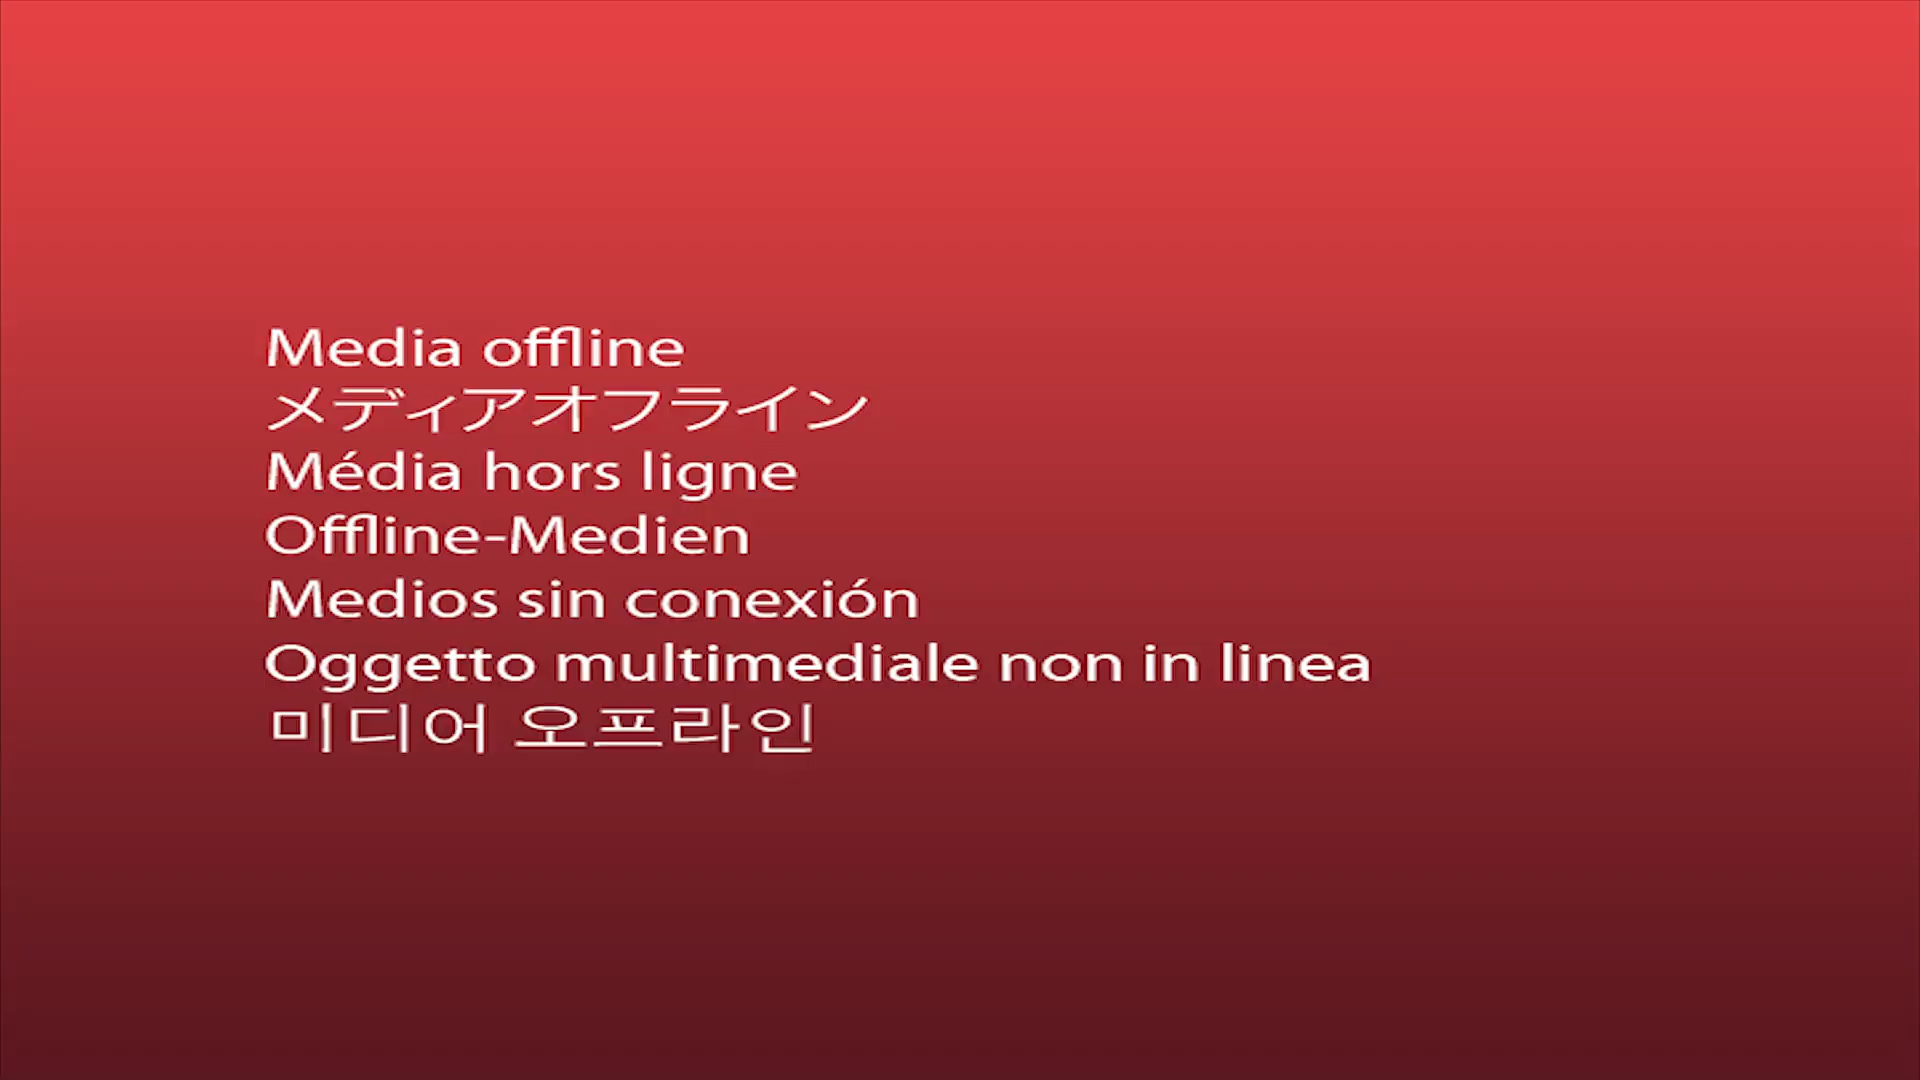 Media offline
メディアオフライン
Média hors ligne
Offline-Medien
Medios sin conexión
Oggetto multimediale non in linea
미디어 오프라인